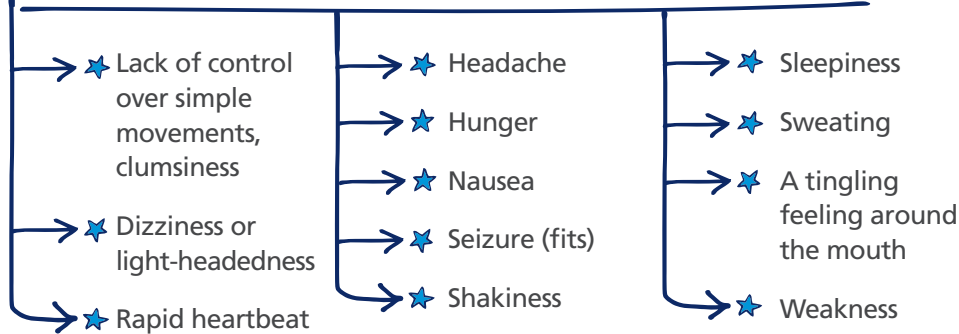 Lack of control
over simple
movements,
clumsiness
Dizziness or
light-headedness
Rapid heartbeat
Headache
Hunger
Nausea
Seizure (fits)
Shakiness
Sleepiness
Sweating
A tingling
feeling around
the mouth
Weakness